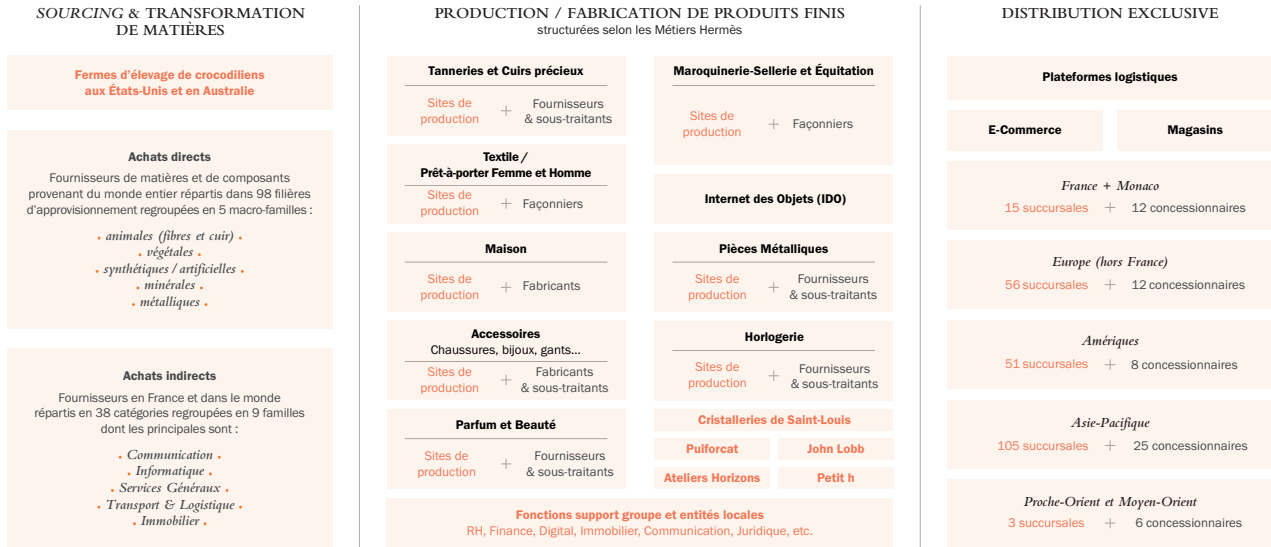 SOURCING & TRANSFORMATION
DE MATIÈRES
Fermes d’élevage de crocodiliens
aux États-Unis et en Australie
Achats directs
Fournisseurs de matières et de composants
provenant du monde entier répartis dans 98 filières
d’approvisionnement regroupées en 5 macro-familles :
• animales (fibres et cuir) •
• végétales •
• synthétiques / artificielles •
• minérales •
• métalliques •
Achats indirects
Fournisseurs en France et dans le monde
répartis en 38 catégories regroupées en 9 familles
dont les principales sont :
• Communication •
• Informatique •
• Services Généraux •
• Transport & Logistique •
• Immobilier •
PRODUCTION / FABRICATION DE PRODUITS FINIS
structurées selon les Métiers Hermès
Tanneries et Cuirs précieux
Sites de
production
+
Fournisseurs
& sous-traitants
Textile /
Prêt-à-porter Femme et Homme
Sites de
production
+
Façonniers
Maison
Sites de
production
+
Fabricants
Accessoires
Chaussures, bijoux, gants...
Sites de
production
+
Fabricants
& sous-traitants
Parfum et Beauté
Sites de
production
+
Fournisseurs
& sous-traitants
Maroquinerie-Sellerie et Équitation
Sites de
production
+
Façonniers
Internet des Objets (IDO)
Pièces Métalliques
Sites de
production
+
Fournisseurs
& sous-traitants
Horlogerie
Sites de
production
+
Fournisseurs
& sous-traitants
Cristalleries de Saint-Louis
Puiforcat
John Lobb
Ateliers Horizons
Petit h
Fonctions support groupe et entités locales
RH, Finance, Digital, Immobilier, Communication, Juridique, etc.
DISTRIBUTION EXCLUSIVE
Plateformes logistiques
E-Commerce
Magasins
France + Monaco
15 succursales + 12 concessionnaires
Europe (hors France)
56 succursales + 12 concessionnaires
Amériques
51 succursales + 8 concessionnaires
Asie-Pacifique
105 succursales + 25 concessionnaires
Proche-Orient et Moyen-Orient
3 succursales + 6 concessionnaires